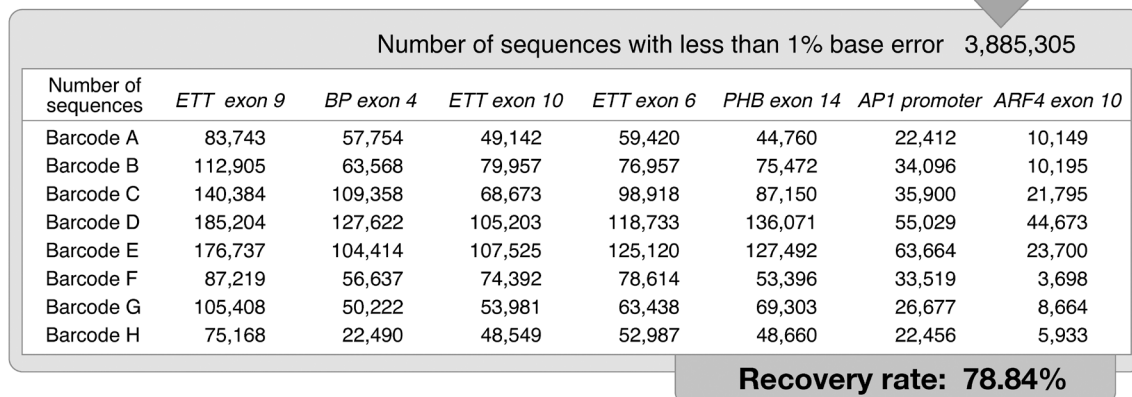 Number of sequences with less than 1% base error 3,885,305
Number of sequences ETT exon 9 BP exon 4 ETT exon 10 ETT exon 6 PHB exon 14 AP1 promoter ARF4 exon 10
Barcode A 83,743 57,754 49,142 59,420 44,760 22,412 10,149
Barcode B 112,905 63,568 79,957 76,957 75,472 34,096 10,195
Barcode C 140,384 109,358 68,673 98,918 87,150 35,900 21,795
Barcode D 185,204 127,622 105,203 118,733 136,071 55,029 44,673
Barcode E 176,737 104,414 107,525 125,120 127,492 63,664 23,700
Barcode F 87,219 56,637 74,392 78,614 53,396 33,519 3,698
Barcode G 105,408 50,222 53,981 63,438 69,303 26,677 8,664
Barcode H 75,168 22,490 48,549 52,987 48,660 22,456 5,933
Recovery rate: 78.84%